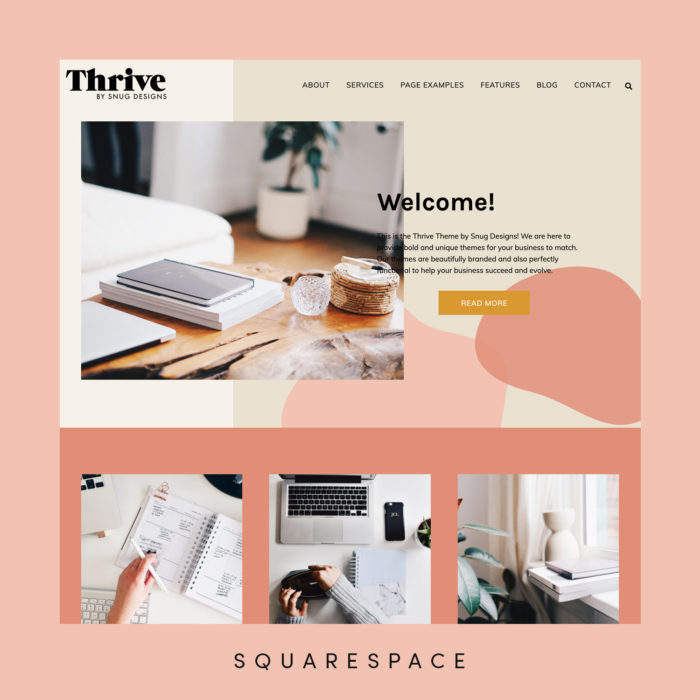 Thrive
BY SNUG DESIGNS
ABOUT SERVICES PAGE EXAMPLES FEATURES BLOG CONTACT
Welcome!
This is the Thrive Theme by Snug Designs! We are here to
provide bold and unique themes for your business to match.
Our themes are beautifully branded and also perfectly
functional to help your business succeed and evolve.
READ MORE
SQUARESPACE